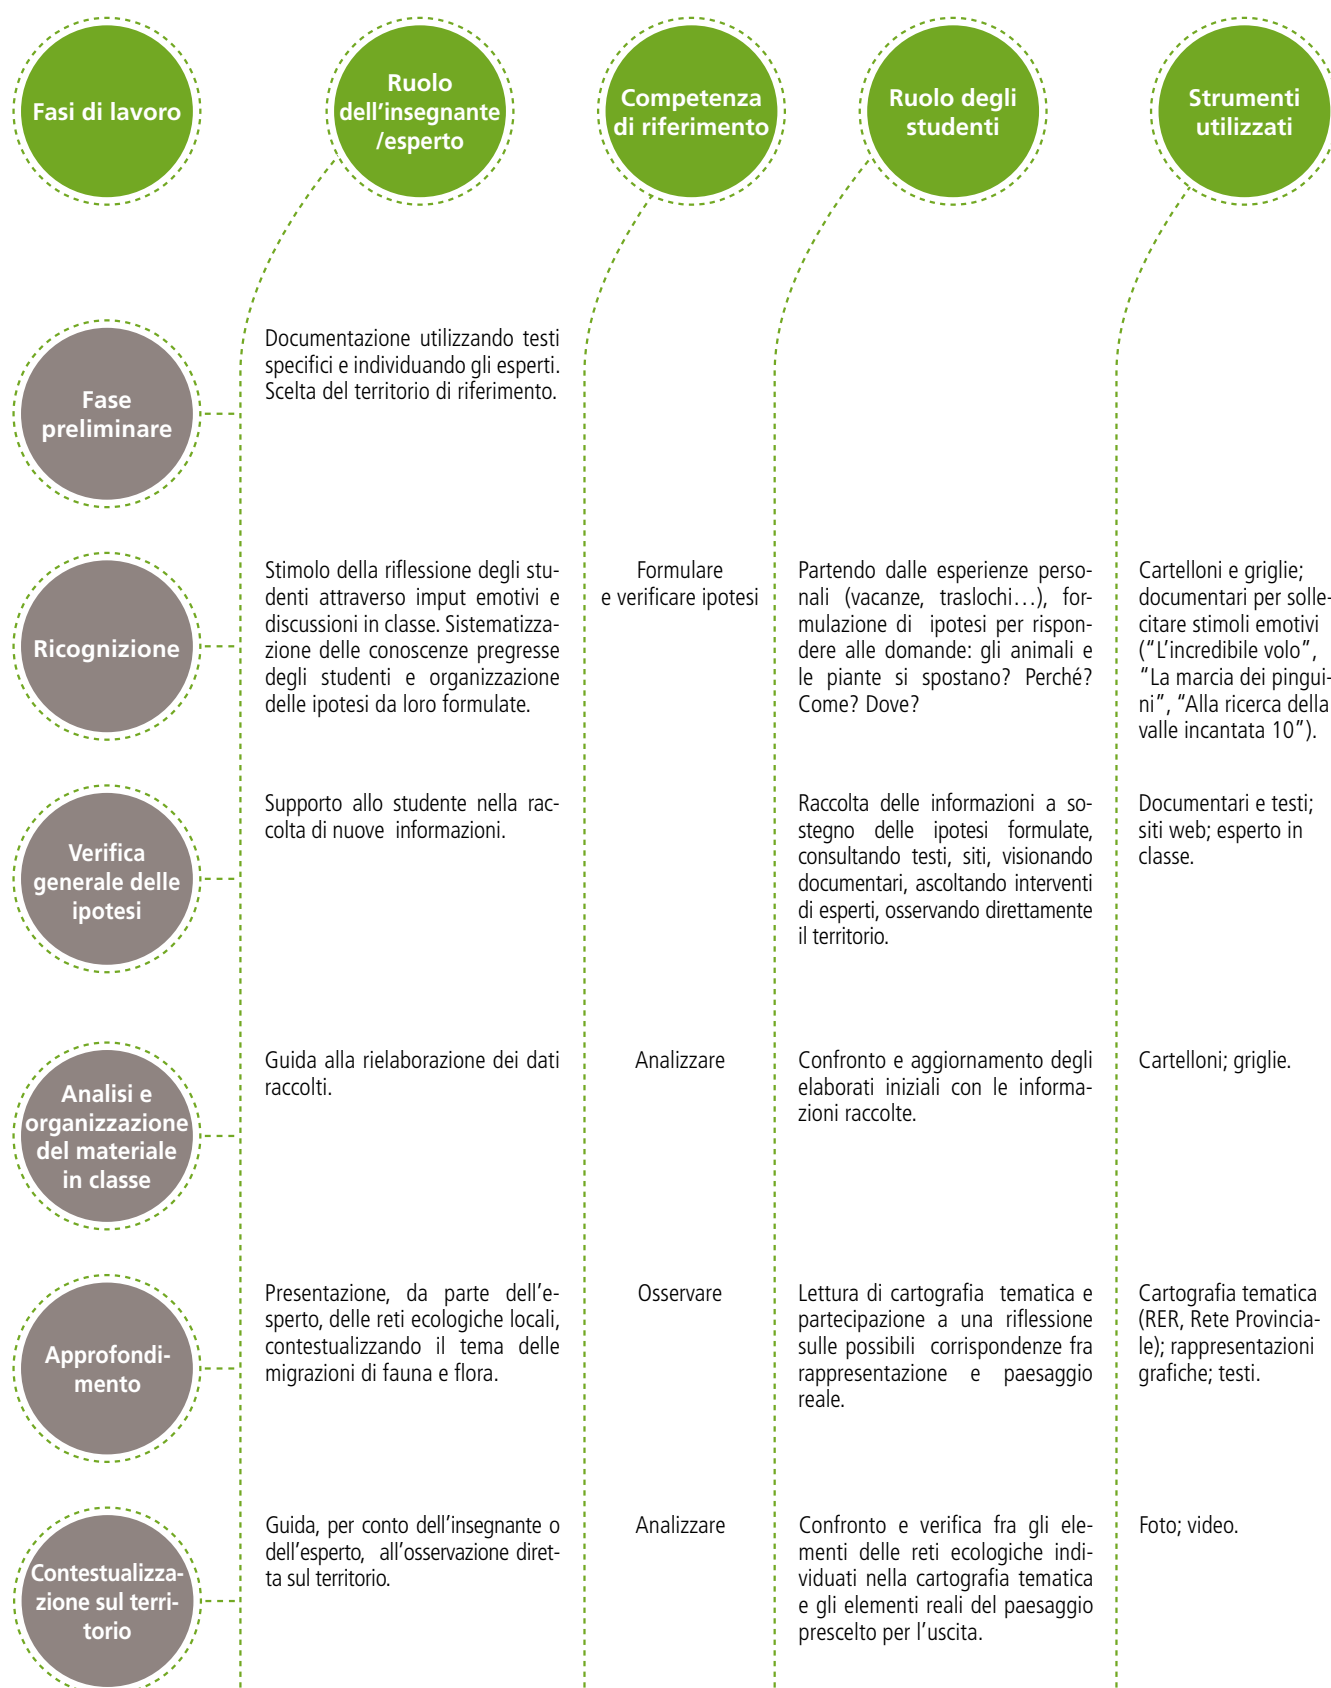 Fasi di lavoro
Ruolo
dell'insegnante
/esperto
Competenza
di riferimento
Ruolo degli
studenti
Strumenti
utilizzati
Fase
preliminare
Documentazione utilizzando testi
specifici e individuando gli esperti.
Scelta del territorio di riferimento.
Ricognizione
Stimolo della riflessione degli stu-
denti attraverso imput emotivi e
discussioni in classe. Sistematizza-
zione delle conoscenze pregresse
degli studenti e organizzazione
delle ipotesi da loro formulate.
Formulare
e verificare ipotesi
Partendo dalle esperienze perso-
nali (vacanze, traslochi…), for-
mulazione di ipotesi per rispon-
dere alle domande: gli animali e
le piante si spostano? Perché?
Come? Dove?
Cartelloni e griglie;
documentari per solle-
citare stimoli emotivi
("L'incredibile volo",
"La marcia dei pingui-
ni", "Alla ricerca della
valle incantata 10").
Verifica
generale delle
ipotesi
Supporto allo studente nella rac-
colta di nuove informazioni.
Raccolta delle informazioni a so-
stegno delle ipotesi formulate,
consultando testi, siti, visionando
documentari, ascoltando interventi
di esperti, osservando direttamente
il territorio.
Documentari e testi;
siti web; esperto in
classe.
Analisi e
organizzazione
del materiale
in classe
Guida alla rielaborazione dei dati
raccolti.
Analizzare
Confronto e aggiornamento degli
elaborati iniziali con le informa-
zioni raccolte.
Cartelloni; griglie.
Approfondi-
mento
Presentazione, da parte dell'e-
sperto, delle reti ecologiche locali,
contestualizzando il tema delle
migrazioni di fauna e flora.
Osservare
Lettura di cartografia tematica e
partecipazione a una riflessione
sulle possibili corrispondenze fra
rappresentazione e paesaggio
reale.
Cartografia tematica
(RER, Rete Provincia-
le); rappresentazioni
grafiche; testi.
Contestualizza-
zione sul terri-
torio
Guida, per conto dell'insegnante o
dell'esperto, all'osservazione diret-
ta sul territorio.
Analizzare
Confronto e verifica fra gli ele-
menti delle reti ecologiche indi-
viduati nella cartografia tematica
e gli elementi reali del paesaggio
prescelto per l'uscita.
Foto; video.